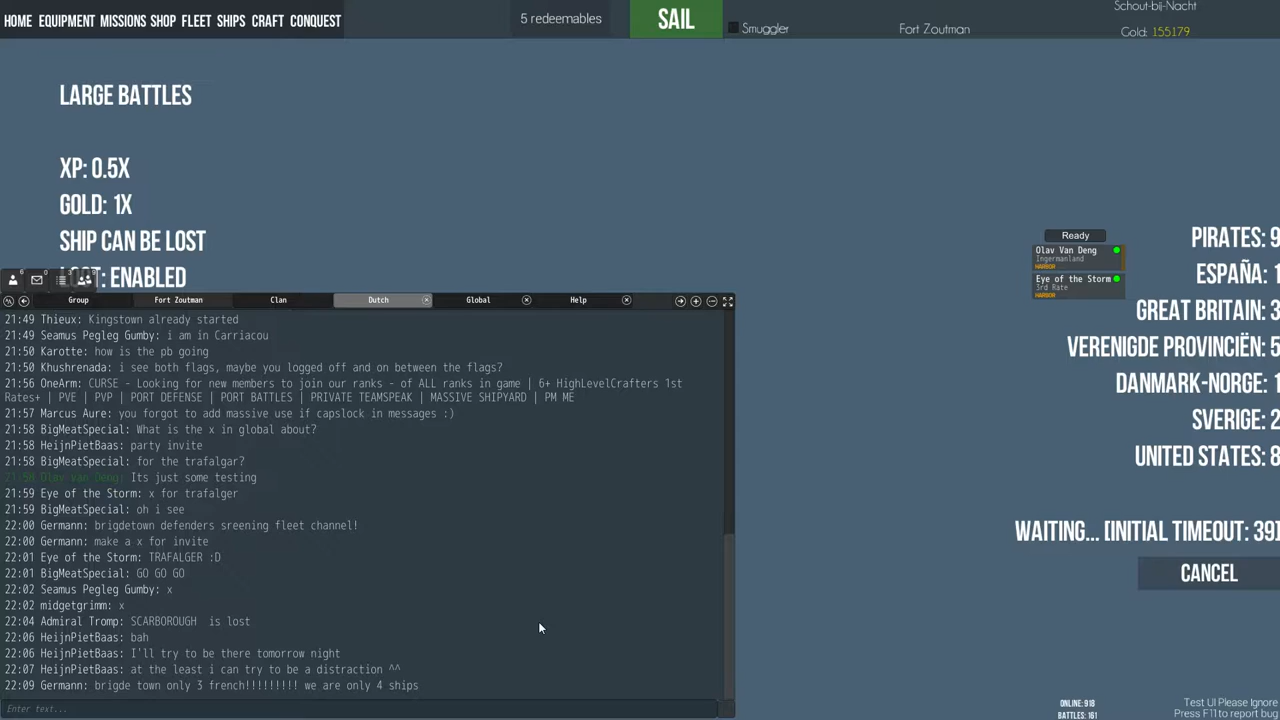 HOME EQUIPMENT MISSIONS SHOP FLEET SHIPS CRAFT CONQUEST
5 redeemables
SAIL
Smuggler
Fort Zoutman
Schout-bij-Nacht
Gold: 155179
LARGE BATTLES
XP: 0.5X
GOLD: 1X
SHIP CAN BE LOST
: ENABLED
Ready
Olav Van Deng
Ingermanland
HARBOR
Eye of the Storm
3rd Rate
HARBOR
PIRATES: 9
ESPAÑA: 1
GREAT BRITAIN: 3
VERENIGDE PROVINCIËN: 5
DANMARK-NORGE: 1
SVERIGE: 2
UNITED STATES: 8
WAITING... [INITIAL TIMEOUT: 39]
CANCEL
Group Fort Zoutman Clan Dutch Global Help
21:49 Thieux: Kingstown already started
21:49 Seamus Pegleg Gumby: i am in Carriacou
21:50 Karotte: how is the pb going
21:50 Khushrenada: i see both flags, maybe you logged off and on between the flags?
21:56 OneArm: CURSE - Looking for new members to join our ranks - of ALL ranks in game | 6+ HighLevelCrafters 1st
Rates+ | PVE | PVP | PORT DEFENSE | PORT BATTLES | PRIVATE TEAMSPEAK | MASSIVE SHIPYARD | PM ME
21:57 Marcus Aure: you forgot to add massive use if capslock in messages :)
21:58 BigMeatSpecial: What is the x in global about?
21:58 HeijnPietBaas: party invite
21:58 BigMeatSpecial: for the trafalgar?
21:58 Olav Van Deng: Its just some testing
21:59 Eye of the Storm: x for trafalger
21:59 BigMeatSpecial: oh i see
22:00 Germann: brigdetown defenders sreening fleet channel!
22:00 Germann: make a x for invite
22:01 Eye of the Storm: TRAFALGER :D
22:01 BigMeatSpecial: GO GO GO
22:02 Seamus Pegleg Gumby: x
22:02 midgetgrimm: x
22:04 Admiral Tromp: SCARBOROUGH is lost
22:06 HeijnPietBaas: bah
22:06 HeijnPietBaas: I'll try to be there tomorrow night
22:07 HeijnPietBaas: at the least i can try to be a distraction ^^
22:09 Germann: brigde town only 3 french!!!!!!!!! we are only 4 ships
Enter text...
ONLINE: 918
BATTLES: 161
Test UI Please Ignore
Press F11 to report bug